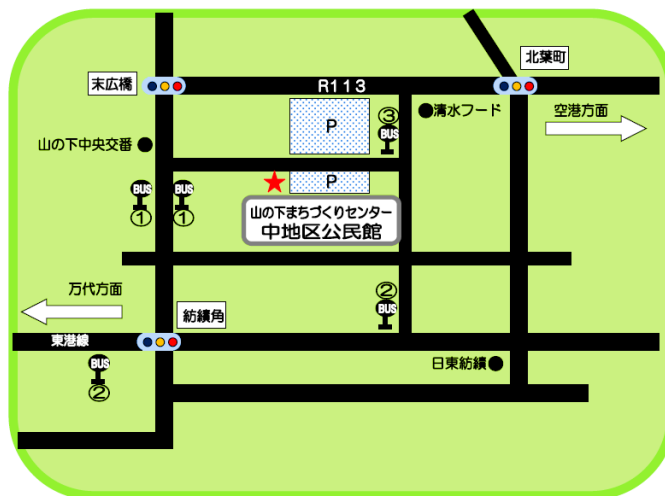 末広橋
北葉町
R113
③
BUS
P
清水フード
空港方面
山の下中央交番
BUS
①
BUS
①
P
山の下まちづくりセンター
中地区公民館
万代方面
紡績角
②
BUS
東港線
BUS
②
日東紡績